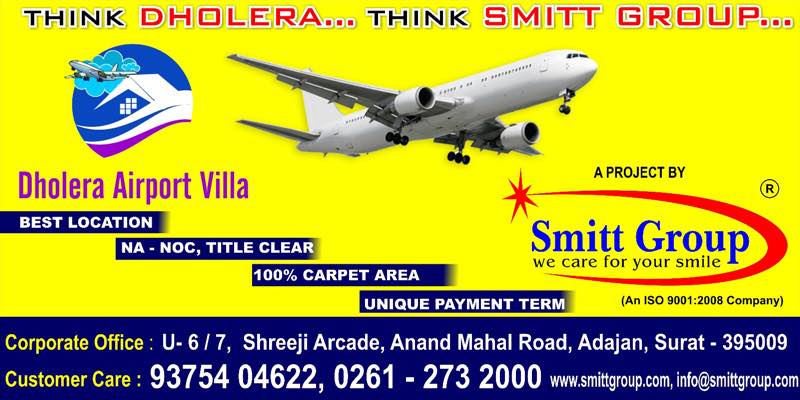 THINK DHOLERA... THINK SMITT GROUP...
Dholera Airport Villa
BEST LOCATION
NA - NOC, TITLE CLEAR
100% CARPET AREA
UNIQUE PAYMENT TERM
A PROJECT BY
®
Smitt Group
we care for your smile
(An ISO 9001:2008 Company)
Corporate Office : U- 6 / 7, Shreeji Arcade, Anand Mahal Road, Adajan, Surat - 395009
Customer Care : 93754 04622, 0261 - 273 2000 www.smittgroup.com, info@smittgroup.com